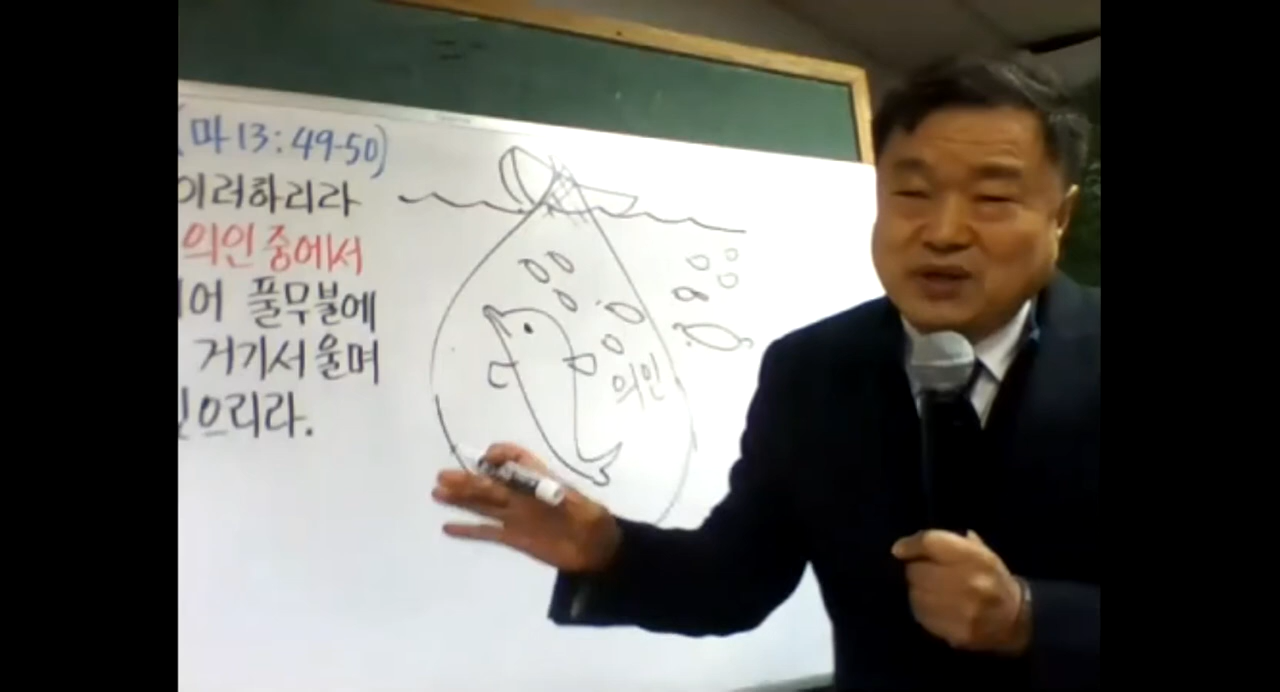 (마 13:49-50)
이러하리라
의인 중에서
어 풀무불에
거기서 울며
으리라.
의인